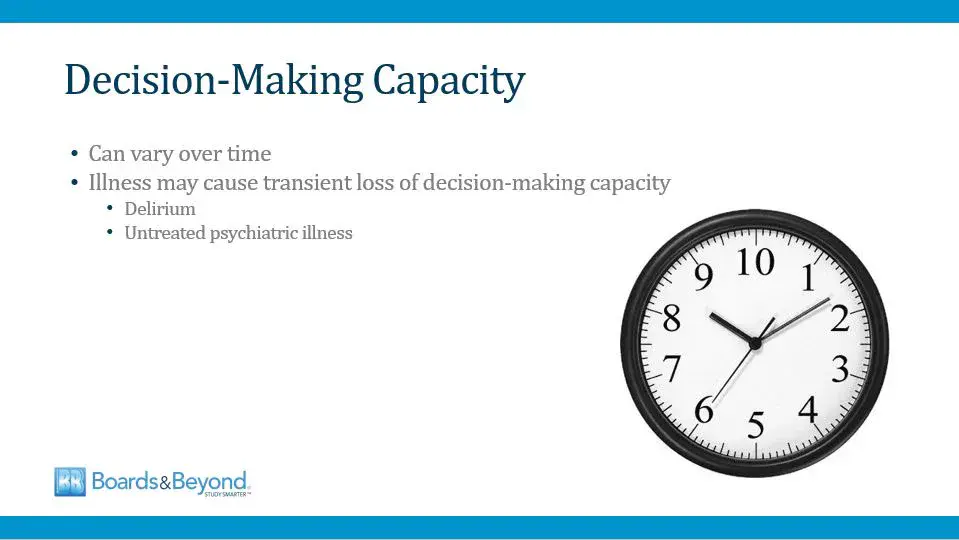 Decision-Making Capacity
• Can vary over time
• Illness may cause transient loss of decision-making capacity
• Delirium
• Untreated psychiatric illness
10
9 1
8 2
7 3
6 4
5
BB Boards&Beyond.
STUDY SMARTER